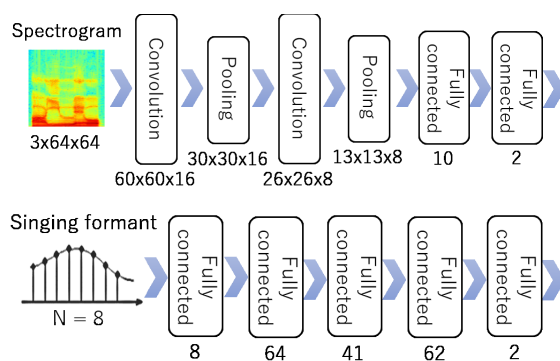 Spectrogram
3x64x64
Convolution
60x60x16
Pooling
30x30x16
Convolution
26x26x8
Pooling
13x13x8
Fully
connected
10
Fully
connected
2
Singing formant
N = 8
Fully
connected
8
Fully
connected
64
Fully
connected
41
Fully
connected
62
Fully
connected
2